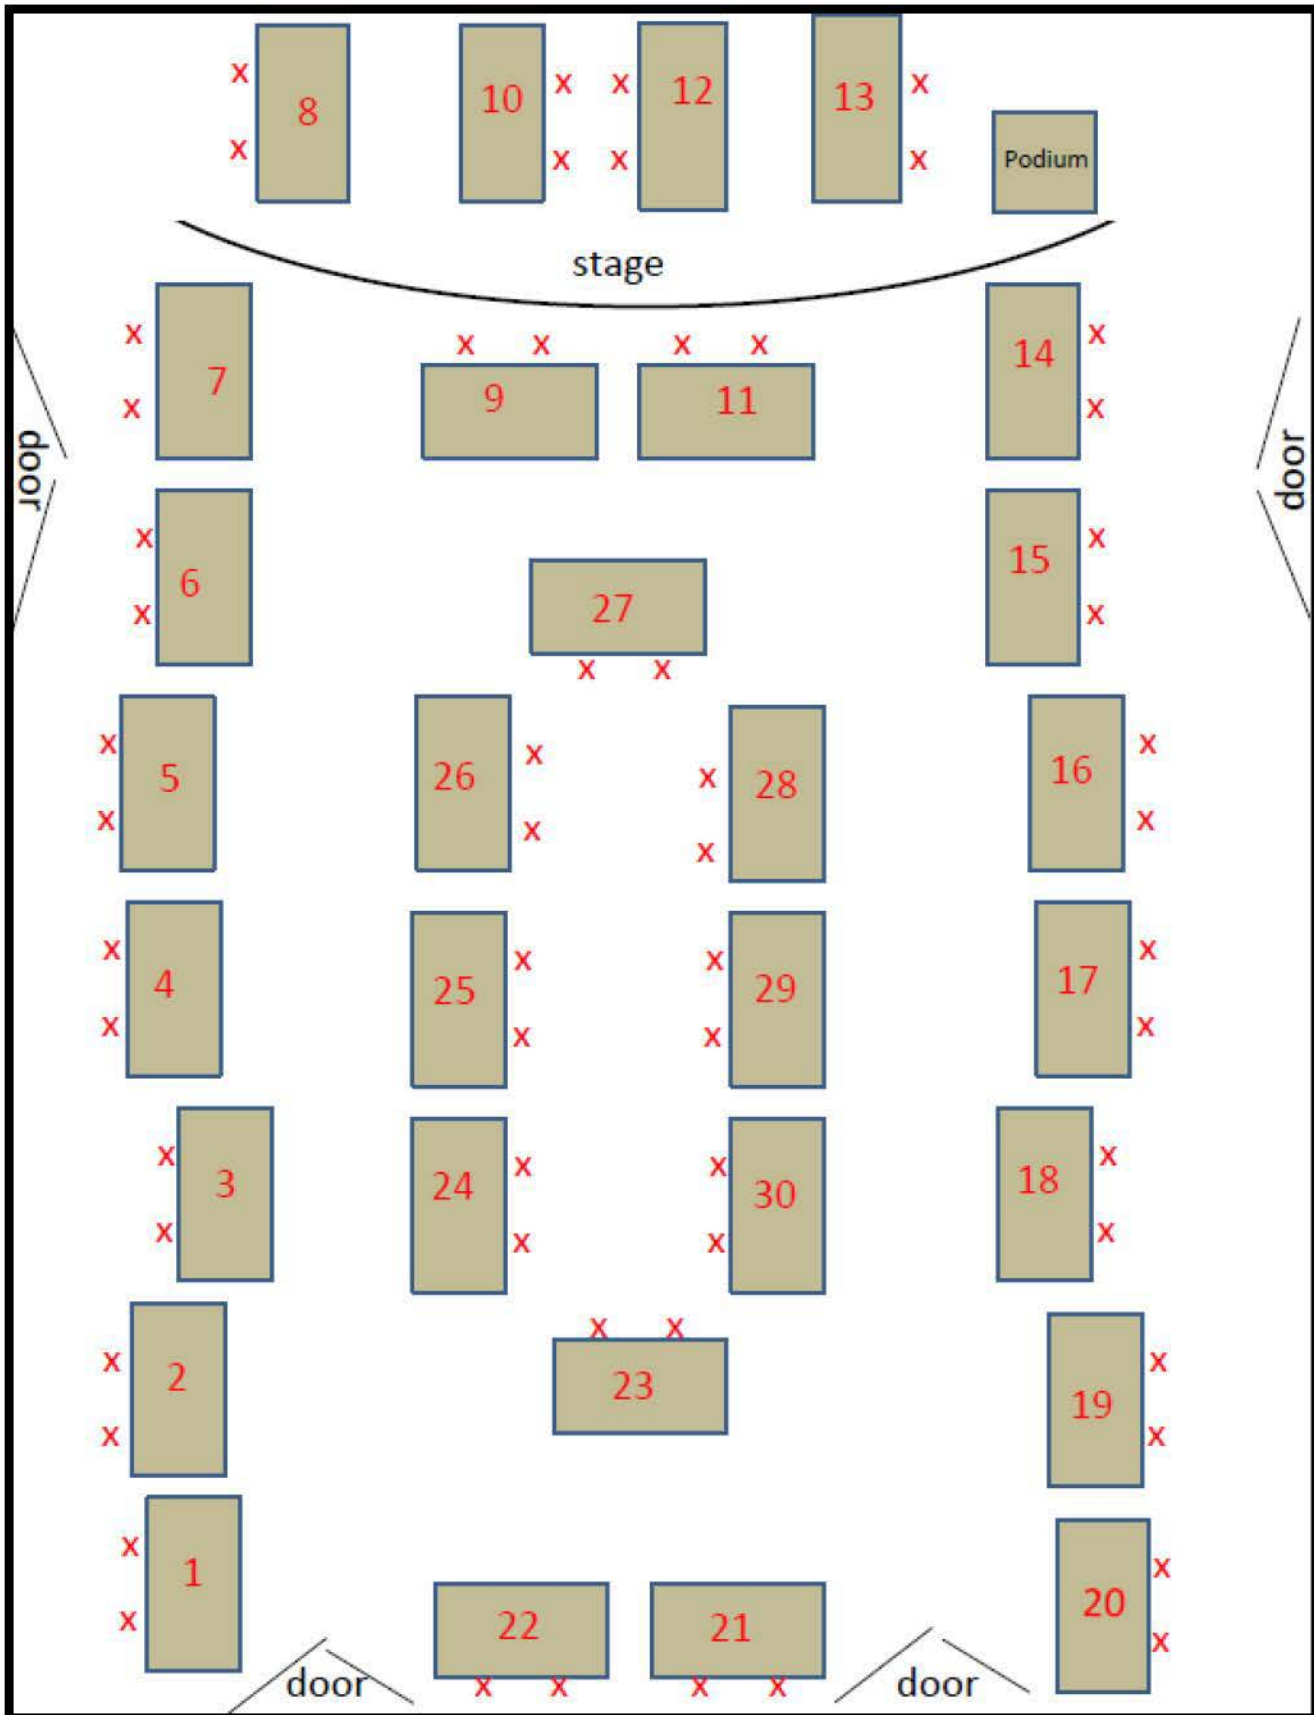 x 8 10 x x 12 13 x
x x x x
Podium
stage
x 7 x x x x 14 x
x 9 11 x
door
door
x 6 15 x
x 27 x
x x
x 5 26 x x 28 16 x
x x x x
x 4 25 x x 29 17 x
x x x x
x 3 24 x x 30 18 x
x x x x
x x
x 2 23 19 x
x x
x 1 20 x
x 22 21 x
door door
x x x x